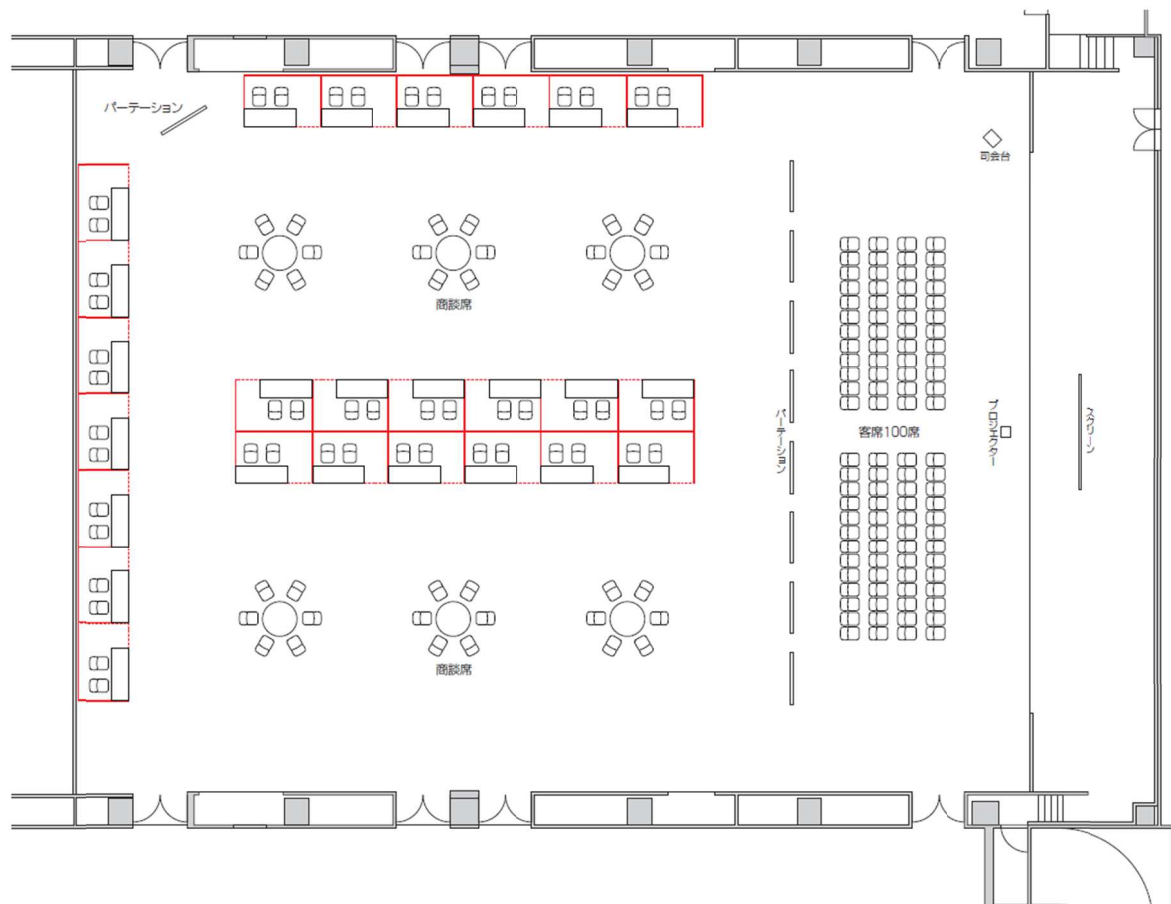 パーテーション
司会台
商談席
パーテーション
客席100席
プロジェクター
スクリーン
商談席